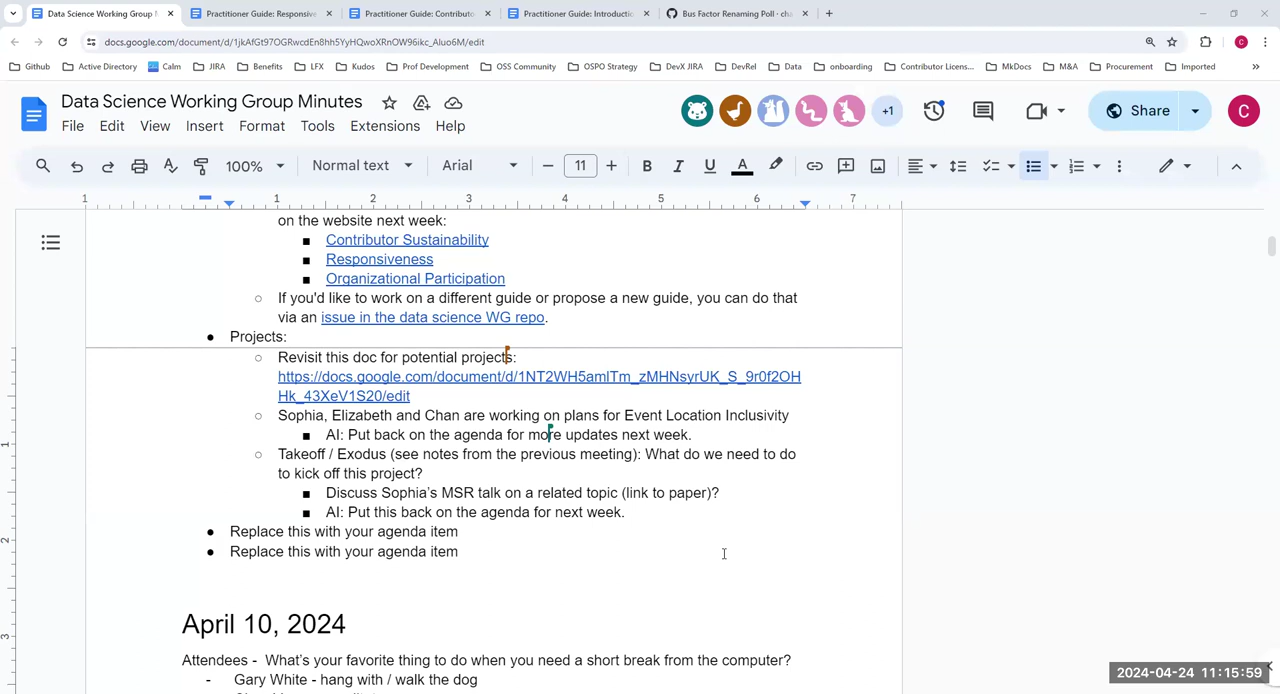 Data Science Working Group M
Practitioner Guide: Responsive
Practitioner Guide: Contributo
Practitioner Guide: Introductio
Bus Factor Renaming Poll · cha
docs.google.com/document/d/1jkAfGt97OGRwcdEn8hh5YyHQwoXRnOW96ikc_Aluo6M/edit
Github
Active Directory
Calm
JIRA
Benefits
LFX
Kudos
Prof Development
OSS Community
OSPO Strategy
DevX JIRA
DevRel
Data
onboarding
Contributor Licens...
MkDocs
M&A
Procurement
Imported
Data Science Working Group Minutes
File Edit View Insert Format Tools Extensions Help
+1
Share
C
100%
Normal text
Arial
11
B I U A
1 1 2 3 4 5 6 7
on the website next week:
■ Contributor Sustainability
■ Responsiveness
■ Organizational Participation
○ If you'd like to work on a different guide or propose a new guide, you can do that
via an issue in the data science WG repo.
● Projects:
○ Revisit this doc for potential projects:
https://docs.google.com/document/d/1NT2WH5amlTm_zMHNsyrUK_S_9r0f2OH
Hk_43XeV1S20/edit
○ Sophia, Elizabeth and Chan are working on plans for Event Location Inclusivity
■ AI: Put back on the agenda for more updates next week.
○ Takeoff / Exodus (see notes from the previous meeting): What do we need to do
to kick off this project?
■ Discuss Sophia's MSR talk on a related topic (link to paper)?
■ AI: Put this back on the agenda for next week.
● Replace this with your agenda item
● Replace this with your agenda item
April 10, 2024
Attendees - What's your favorite thing to do when you need a short break from the computer?
- Gary White - hang with / walk the dog
2024-04-24 11:15:59